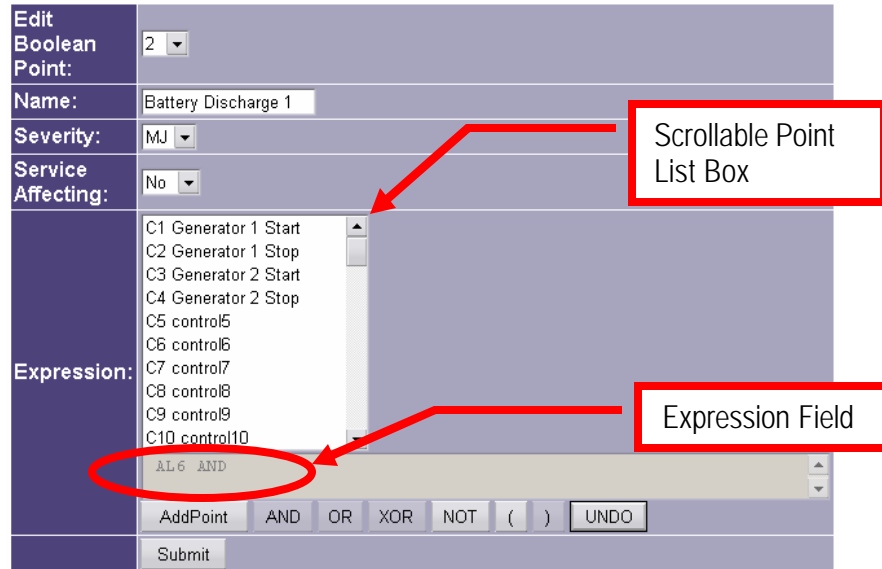 Edit
Boolean
Point:
2
Name:
Battery Discharge 1
Severity:
MJ
Service
Affecting:
No
Scrollable Point
List Box
Expression:
C1 Generator 1 Start
C2 Generator 1 Stop
C3 Generator 2 Start
C4 Generator 2 Stop
C5 control5
C6 control6
C7 control7
C8 control8
C9 control9
C10 control10
Expression Field
AL6 AND
AddPoint AND OR XOR NOT ( ) UNDO
Submit